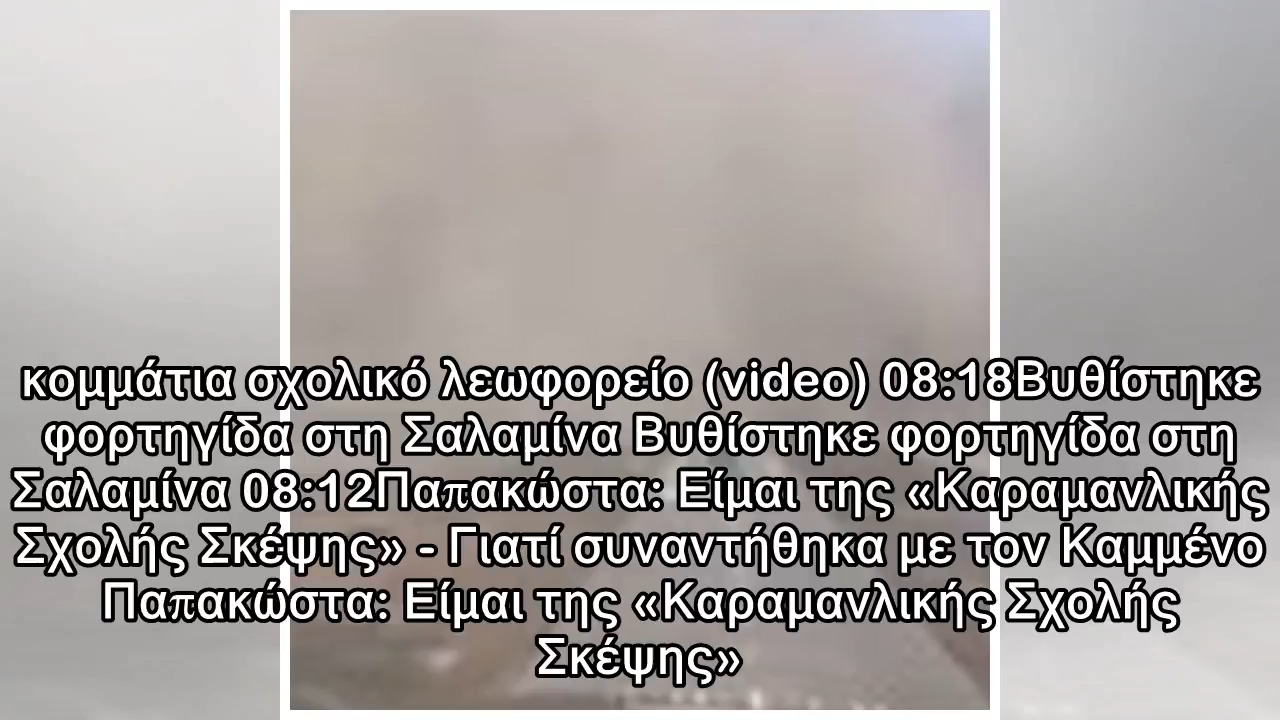 κομμάτια σχολικό λεωφορείο (video) 08:18Βυθίστηκε
φορτηγίδα στη Σαλαμίνα Βυθίστηκε φορτηγίδα στη
Σαλαμίνα 08:12Παπακώστα: Είμαι της «Καραμανλικής
Σχολής Σκέψης» - Γιατί συναντήθηκα με τον Καμμένο
Παπακώστα: Είμαι της «Καραμανλικής Σχολής
Σκέψης»